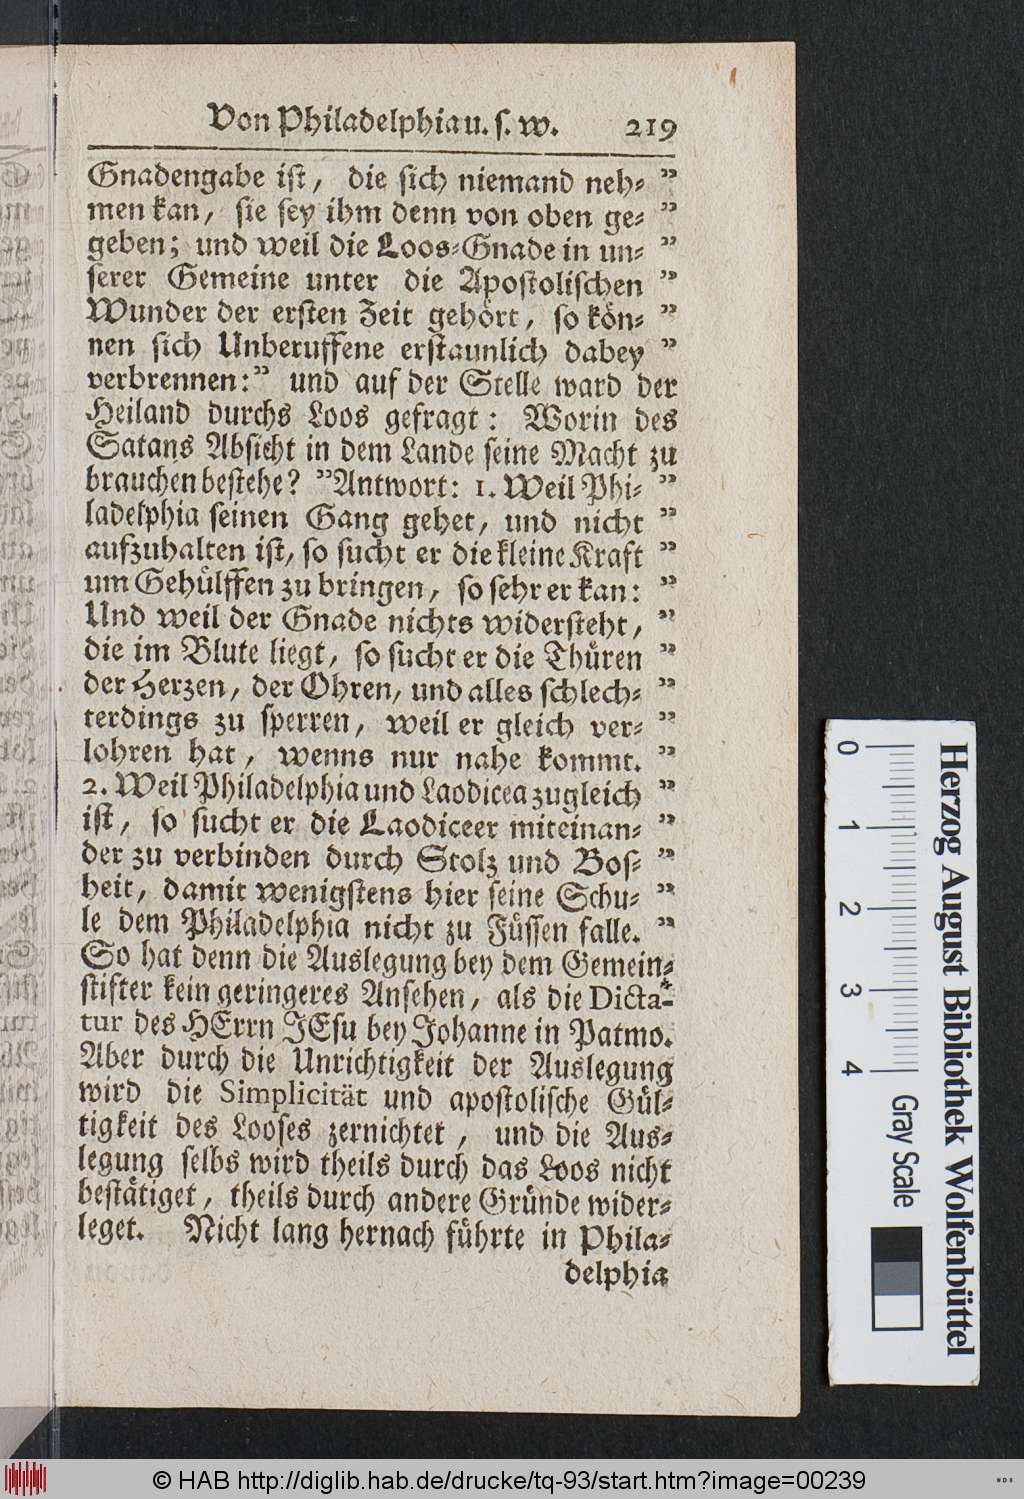 Von Philadelphia u. s. w. 219
Gnadengabe ist, die sich niemand neh- ”
men kan, sie sey ihm denn von oben ge- ”
geben; und weil die Loos-Gnade in un- ”
serer Gemeine unter die Apostolischen ”
Wunder der ersten Zeit gehört, so kön- ”
nen sich Unberuffene erstaunlich dabey ”
verbrennen:” und auf der Stelle ward der
Heiland durchs Loos gefragt: Worin des
Satans Absicht in dem Lande seine Macht zu
brauchen bestehe? ”Antwort: 1. Weil Phi- ”
ladelphia seinen Gang gehet, und nicht ”
aufzuhalten ist, so sucht er die kleine Kraft ”
um Gehülffen zu bringen, so sehr er kan: ”
Und weil der Gnade nichts widersteht, ”
die im Blute liegt, so sucht er die Thüren ”
der Herzen, der Ohren, und alles schlech- ”
terdings zu sperren, weil er gleich ver- ”
lohren hat, wenns nur nahe kommt. ”
2. Weil Philadelphia und Laodicea zugleich ”
ist, so sucht er die Laodiceer miteinan- ”
der zu verbinden durch Stolz und Bos- ”
heit, damit wenigstens hier seine Schu- ”
le dem Philadelphia nicht zu Füssen falle. ”
So hat denn die Auslegung bey dem Gemein-
stifter kein geringeres Ansehen, als die Dicta-
tur des HErrn JEsu bey Johanne in Patmo.
Aber durch die Unrichtigkeit der Auslegung
wird die Simplicität und apostolische Gül-
tigkeit des Looses zernichtet, und die Aus-
legung selbs wird theils durch das Loos nicht
bestätiget, theils durch andere Gründe wider-
leget. Nicht lang hernach führte in Phila-
delphia
Herzog August Bibliothek Wolfenbüttel
0 1 2 3 4 Gray Scale
© HAB http://diglib.hab.de/drucke/tq-93/start.htm?image=00239
WDB